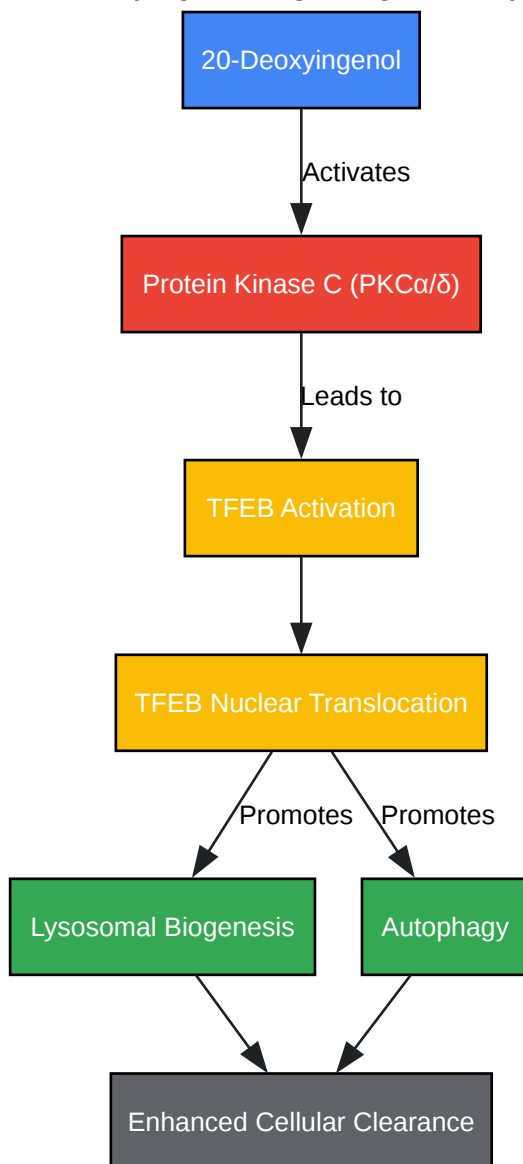 20-Deoxyingenol
Activates
Protein Kinase C (PKCα/δ)
Leads to
TFEB Activation
TFEB Nuclear Translocation
Promotes Promotes
Lysosomal Biogenesis Autophagy
Enhanced Cellular Clearance